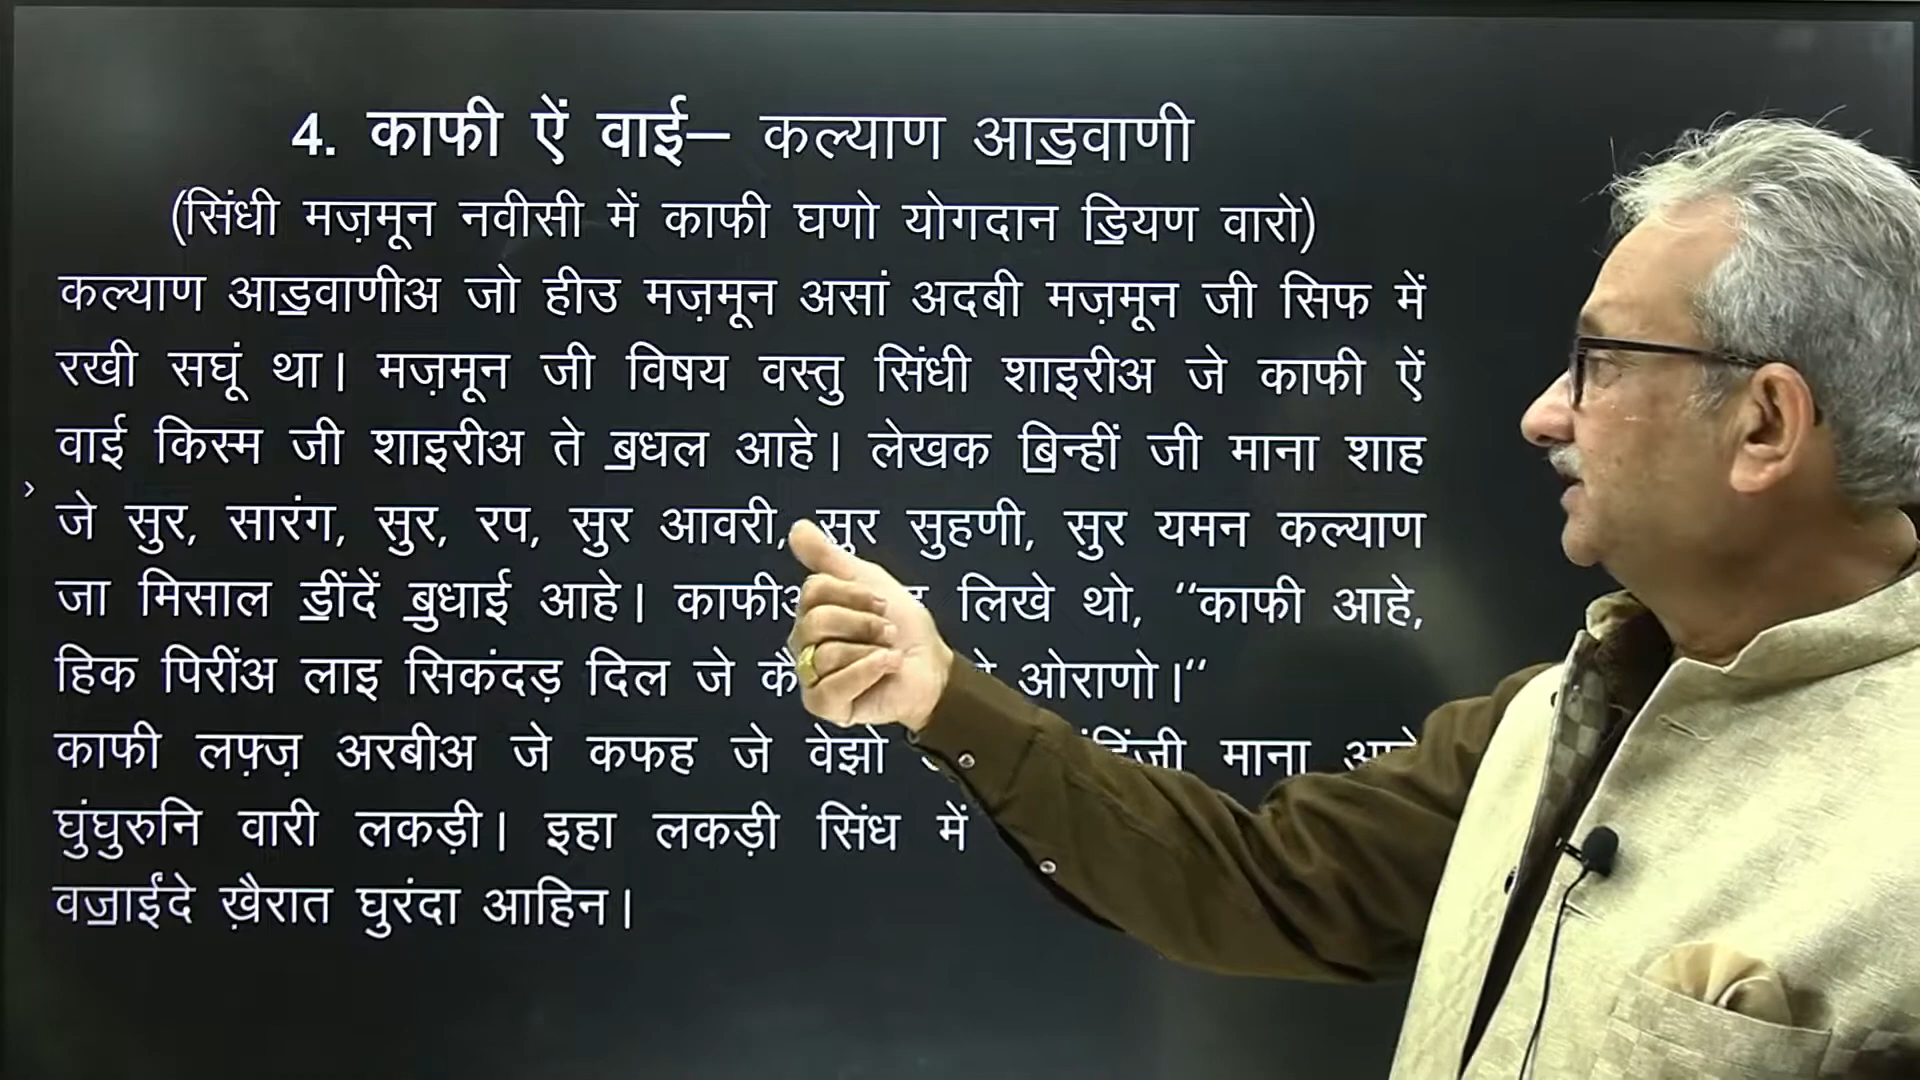 4. काफी ऐं वाई– कल्याण आॾवाणी
(सिंधी मज़मून नवीसी में काफी घणो योगदान ॾियण वारो)
कल्याण आॾवाणीअ जो हीउ मज़मून असां अदबी मज़मून जी सिफ में
रखी सघूं था। मज़मून जी विषय वस्तु सिंधी शाइरीअ जे काफी ऐं
वाई किस्म जी शाइरीअ ते ॿधल आहे। लेखक ॿिन्हीं जी माना शाह
जे सुर, सारंग, सुर, रप, सुर आवरी, सुर सुहणी, सुर यमन कल्याण
जा मिसाल ॾींदें ॿुधाई आहे। लिखे थो, “काफी आहे,
हिक पिरींअ लाइ सिकंदड़ दिल जे ओराणो।“
काफी लफ़्ज़ अरबीअ जे कफह जे वेझो माना
घुंघुरुनि वारी लकड़ी। इहा लकड़ी सिंध में
वॼाईंदे ख़ैरात घुरंदा आहिन।